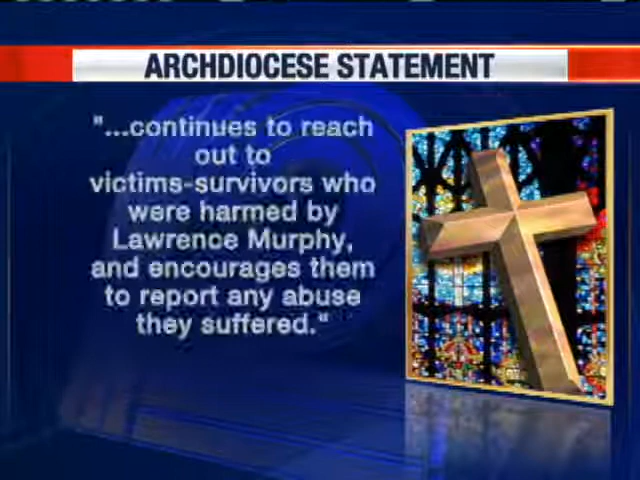 ARCHDIOCESE STATEMENT
"...continues to reach
out to
victims-survivors who
were harmed by
Lawrence Murphy,
and encourages them
to report any abuse
they suffered."